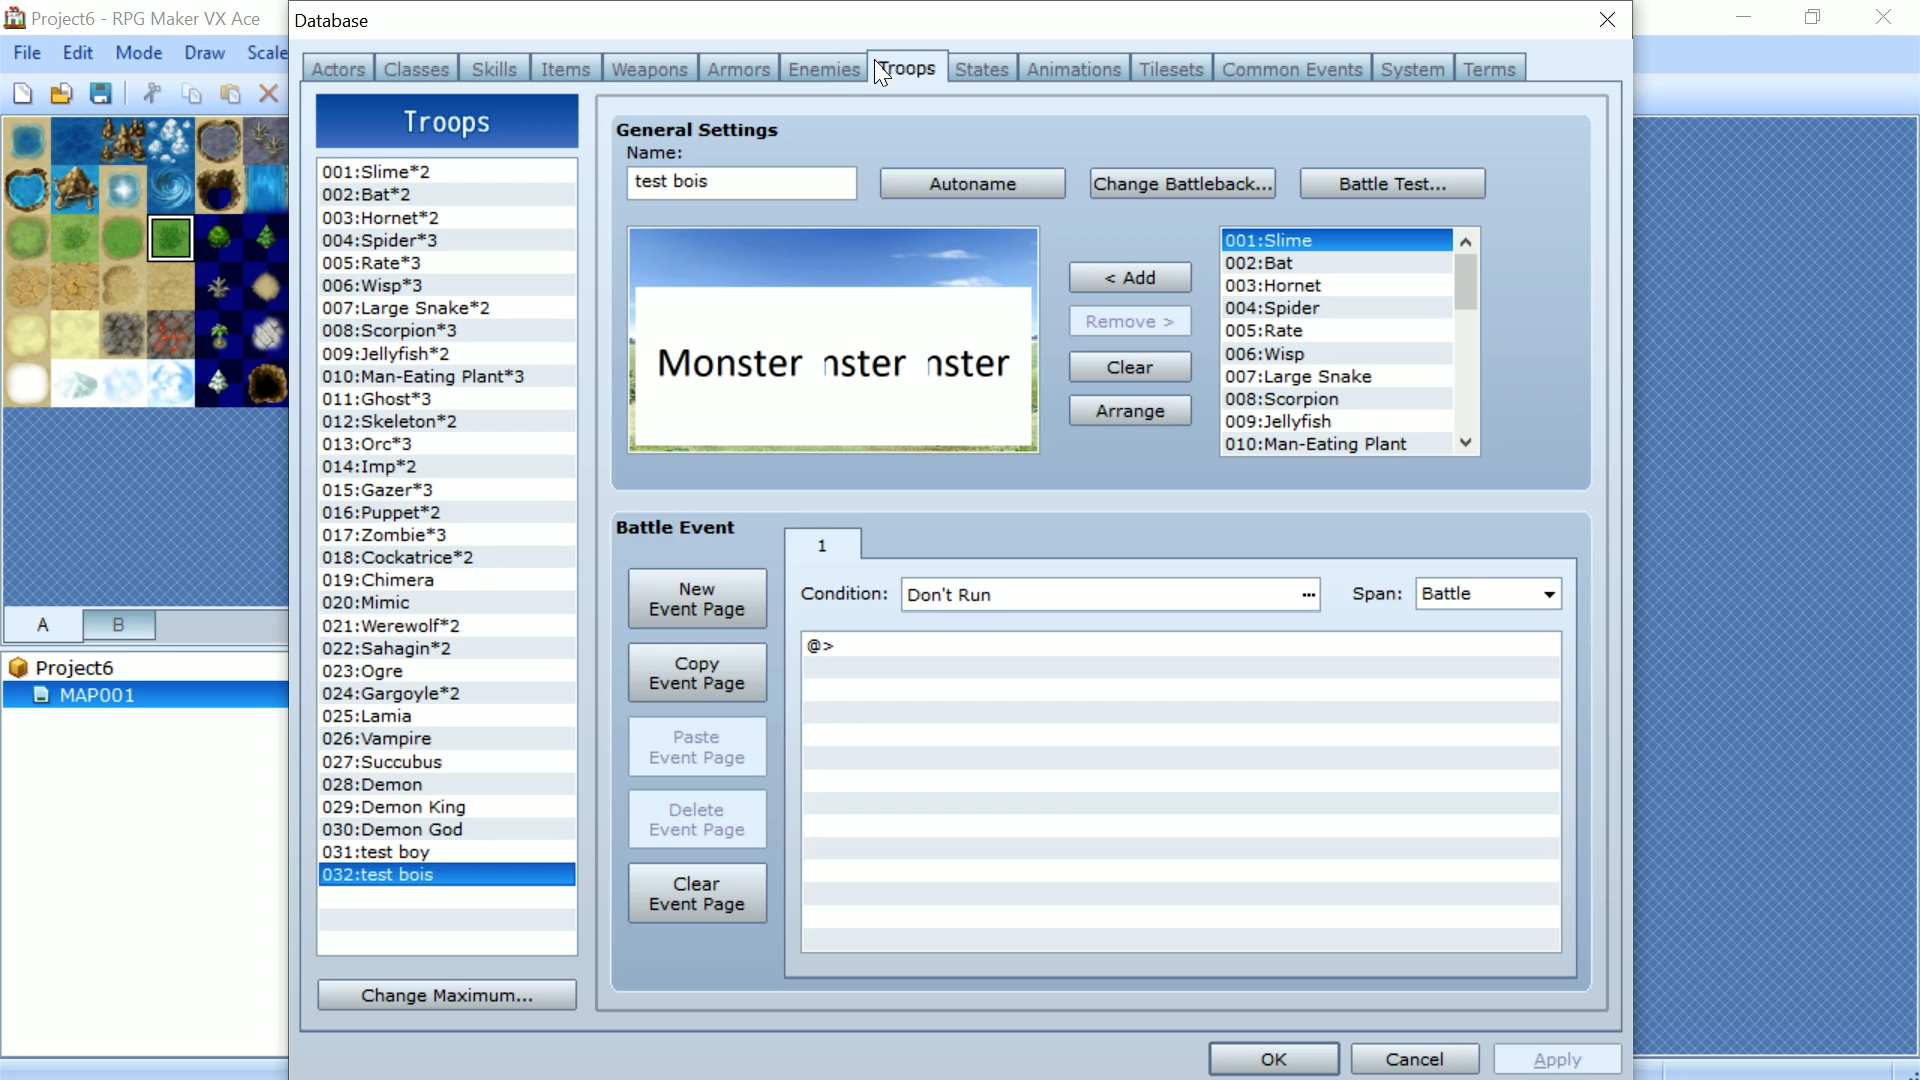 Project6 - RPG Maker VX Ace
Database
File Edit Mode Draw Scale
Actors Classes Skills Items Weapons Armors Enemies Troops States Animations Tilesets Common Events System Terms
Troops
001:Slime*2
002:Bat*2
003:Hornet*2
004:Spider*3
005:Rate*3
006:Wisp*3
007:Large Snake*2
008:Scorpion*3
009:Jellyfish*2
010:Man-Eating Plant*3
011:Ghost*3
012:Skeleton*2
013:Orc*3
014:Imp*2
015:Gazer*3
016:Puppet*2
017:Zombie*3
018:Cockatrice*2
019:Chimera
020:Mimic
021:Werewolf*2
022:Sahagin*2
023:Ogre
024:Gargoyle*2
025:Lamia
026:Vampire
027:Succubus
028:Demon
029:Demon King
030:Demon God
031:test boy
032:test bois
Change Maximum...
General Settings
Name:
test bois
Autoname
Change Battleback...
Battle Test...
Monster nster nster
< Add
Remove >
Clear
Arrange
001:Slime
002:Bat
003:Hornet
004:Spider
005:Rate
006:Wisp
007:Large Snake
008:Scorpion
009:Jellyfish
010:Man-Eating Plant
Battle Event
1
New
Event Page
Copy
Event Page
Paste
Event Page
Delete
Event Page
Clear
Event Page
Condition: Don't Run ...
Span: Battle
@>
A B
Project6
MAP001
OK Cancel Apply